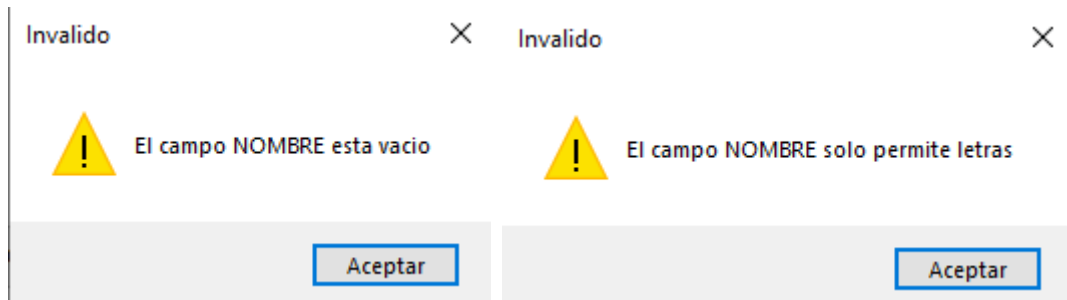 Invalido
El campo NOMBRE esta vacio
Aceptar
Invalido
El campo NOMBRE solo permite letras
Aceptar